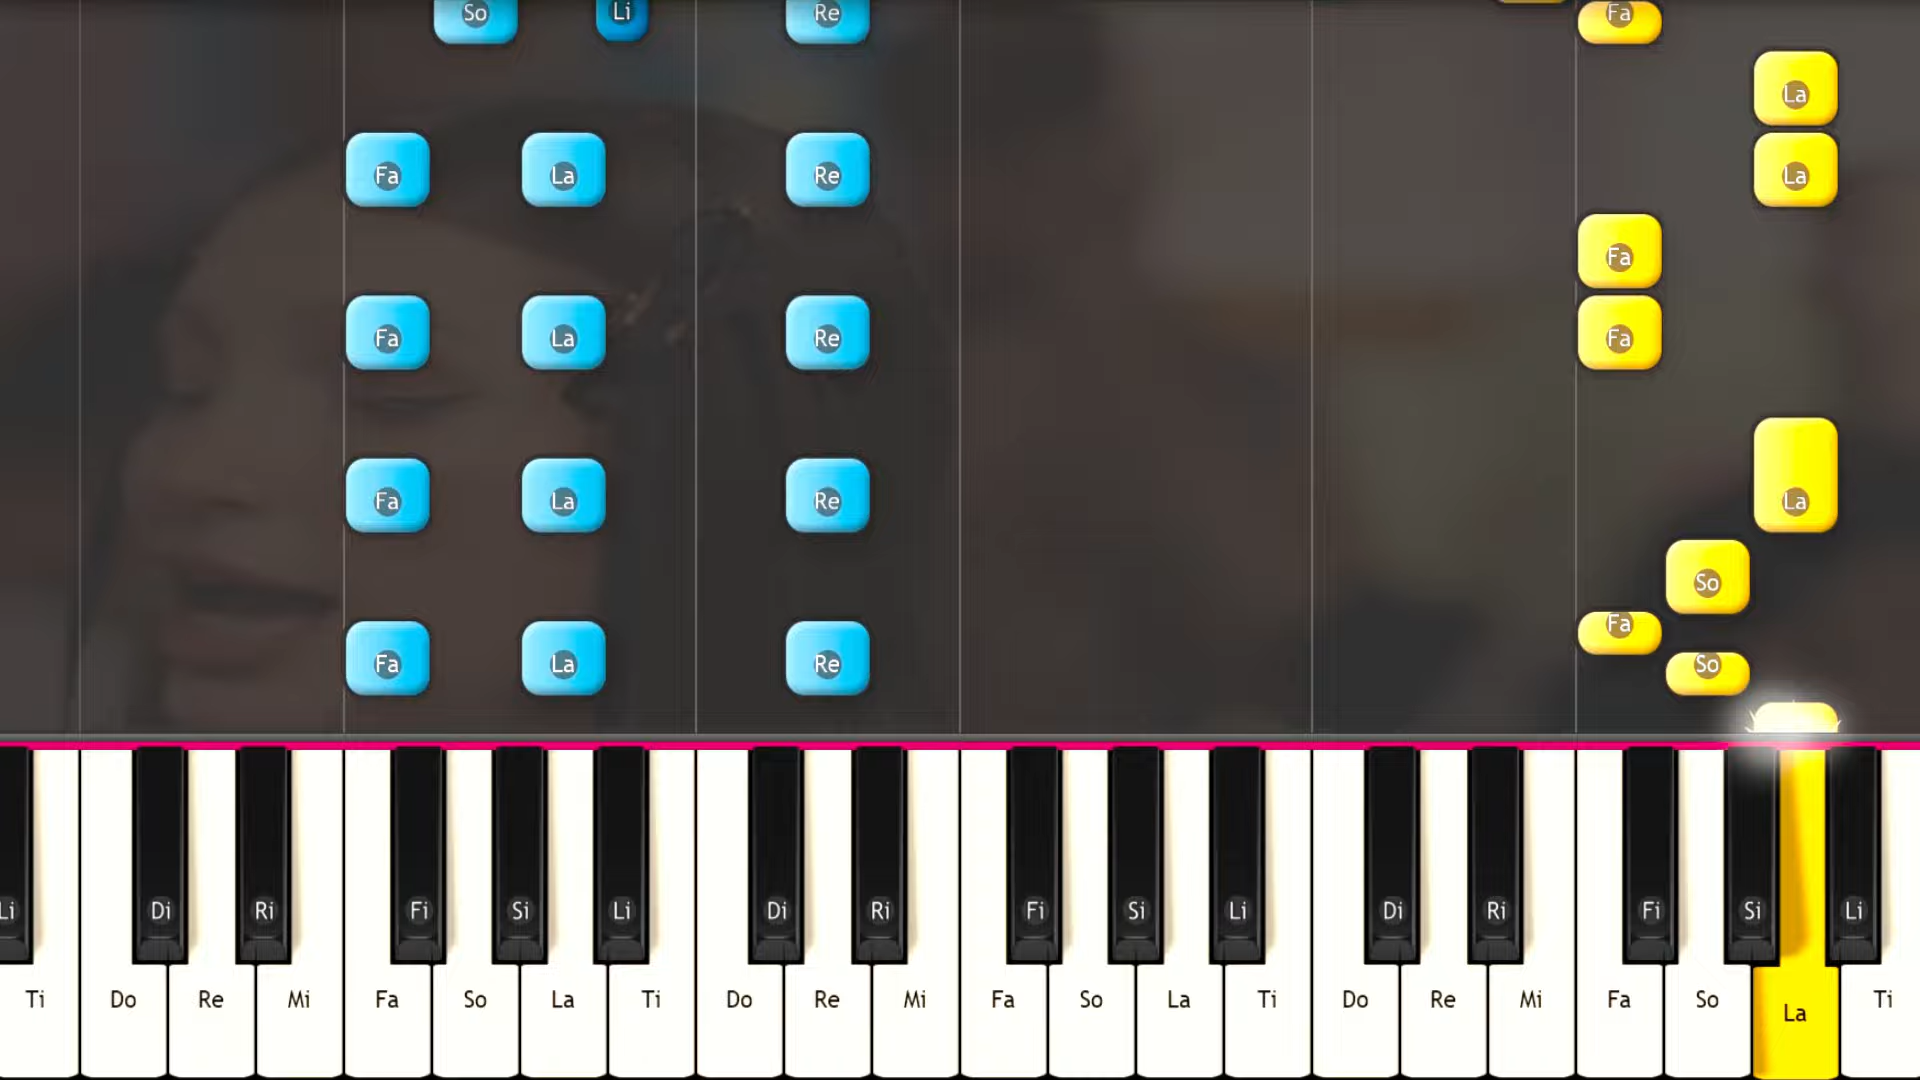 So Li Re Fa
La
Fa La Re La
Fa
Fa La Re Fa
Fa La Re La
So
Fa
Fa La Re So
Li Di Ri Fi Si Li Di Ri Fi Si Li Di Ri Fi Si Li
Ti Do Re Mi Fa So La Ti Do Re Mi Fa So La Ti Do Re Mi Fa So La Ti